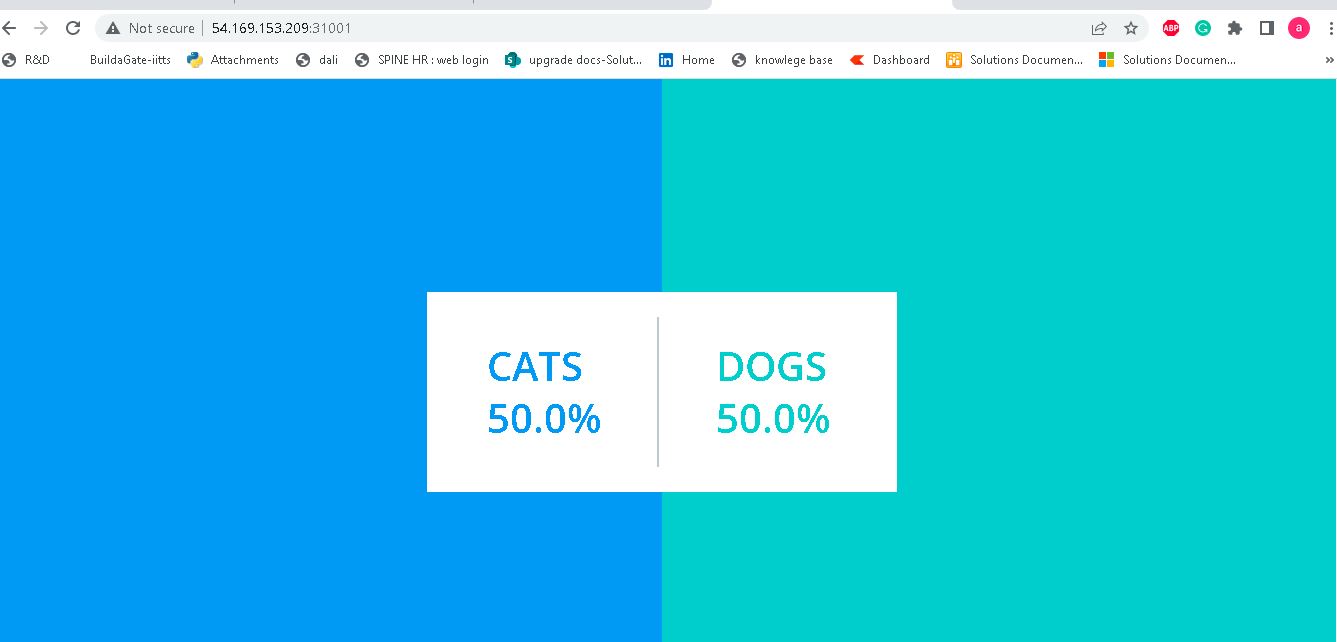 Not secure 54.169.153.209:31001 ABP G a
R&D BuildaGate-iitts Attachments dali SPINE HR : web login S upgrade docs-Solut... in Home knowlege base Dashboard Solutions Documen... Solutions Documen... »
CATS DOGS
50.0% 50.0%